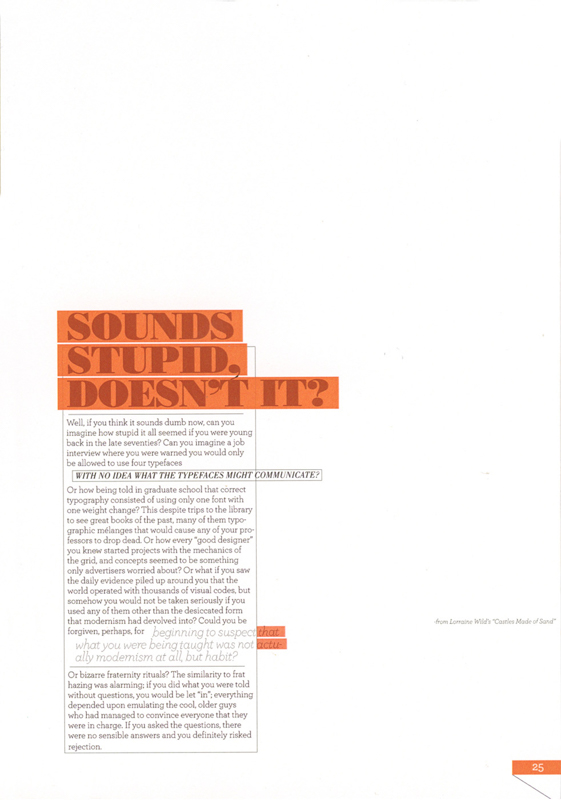 SOUNDS
STUPID,
DOESN'T IT?
Well, if you think it sounds dumb now, can you
imagine how stupid it all seemed if you were young
back in the late seventies? Can you imagine a job
interview where you were warned you would only
be allowed to use four typefaces
WITH NO IDEA WHAT THE TYPEFACES MIGHT COMMUNICATE?
Or how being told in graduate school that correct
typography consisted of using only one font with
one weight change? This despite trips to the library
to see great books of the past, many of them typo-
graphic mélanges that would cause any of your pro-
fessors to drop dead. Or how every "good designer"
you knew started projects with the mechanics of
the grid, and concepts seemed to be something
only advertisers worried about? Or what if you saw
the daily evidence piled up around you that the
world operated with thousands of visual codes, but
somehow you would not be taken seriously if you
used any of them other than the desiccated form
that modernism had devolved into? Could you be
forgiven, perhaps, for beginning to suspect that
what you were being taught was not actu-
ally modernism at all, but habit?
Or bizarre fraternity rituals? The similarity to frat
hazing was alarming; if you did what you were told
without questions, you would be let "in"; everything
depended upon emulating the cool, older guys
who had managed to convince everyone that they
were in charge. If you asked the questions, there
were no sensible answers and you definitely risked
rejection.
-from Lorraine Wild's "Castles Made of Sand"
25